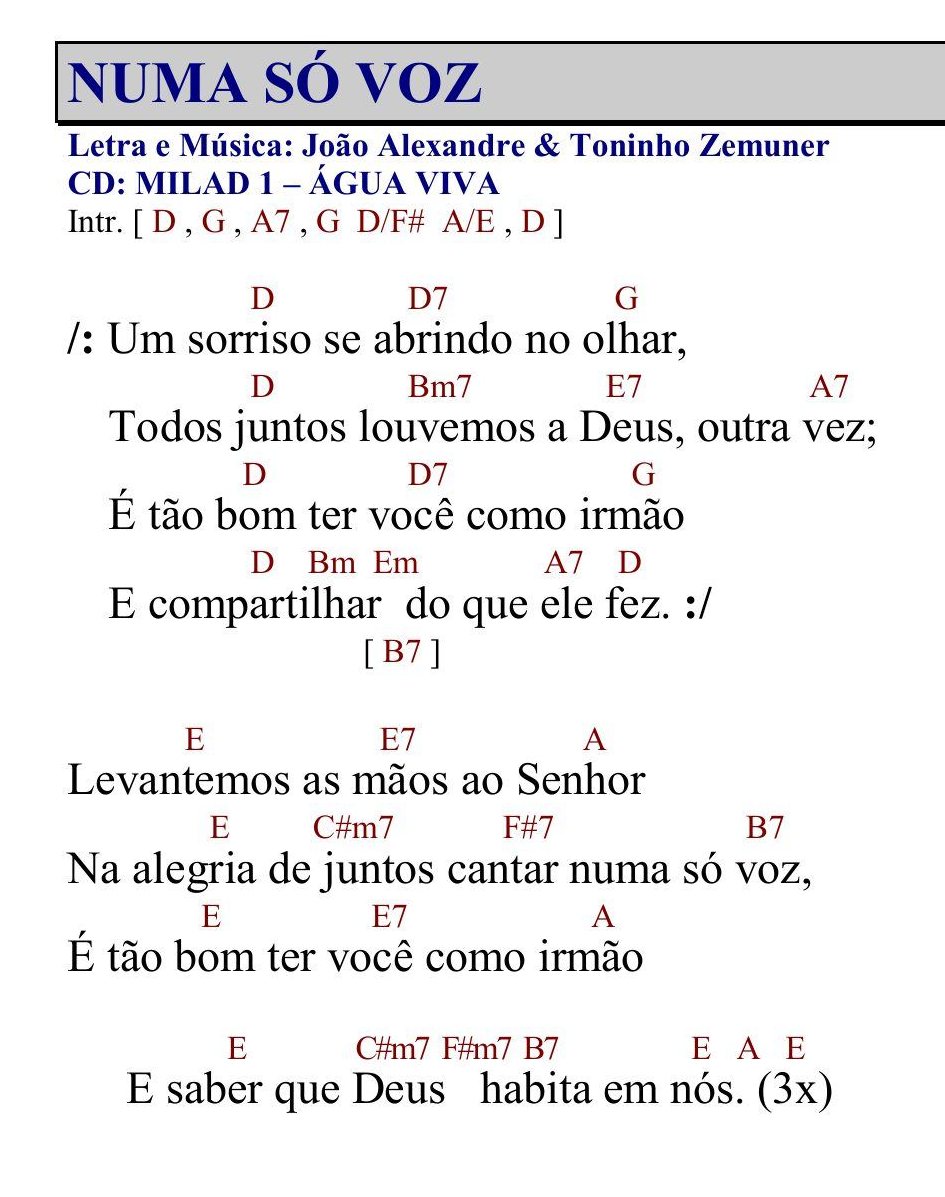 NUMA SÓ VOZ
Letra e Música: João Alexandre & Toninho Zemuner
CD: MILAD 1 – ÁGUA VIVA
Intr. [ D , G , A7 , G D/F# A/E , D ]
D D7 G
/: Um sorriso se abrindo no olhar,
D Bm7 E7 A7
Todos juntos louvemos a Deus, outra vez;
D D7 G
É tão bom ter você como irmão
D Bm Em A7 D
E compartilhar do que ele fez. :/
[ B7 ]
E E7 A
Levantemos as mãos ao Senhor
E C#m7 F#7 B7
Na alegria de juntos cantar numa só voz,
E E7 A
É tão bom ter você como irmão
E C#m7 F#m7 B7 E A E
E saber que Deus habita em nós. (3x)